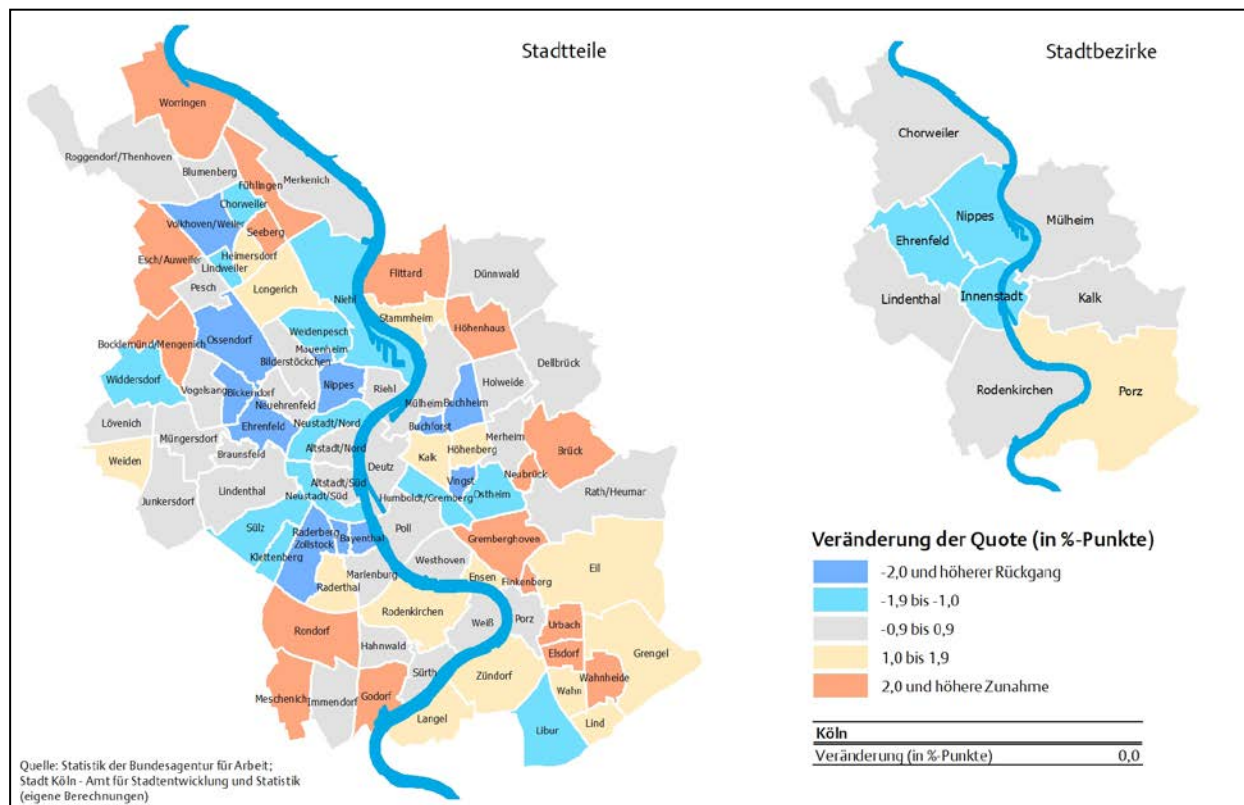 Stadtteile
Stadtbezirke
Worringen
Roggendorf/Thenhoven
Blumenberg
Fühlingen
Merkenich
Chorweiler
Volkhoven/Weiler
Seeberg
Heimersdorf
Esch/Auweiler
Lindweiler
Pesch
Longerich
Niehl
Flittard
Dünnwald
Stammheim
Höhenhaus
Weidenpesch
Ossendorf
Mauenheim
Bocklemünd/Mengenich
Bilderstöckchen
Dellbrück
Widdersdorf
Vogelsang
Bickendorf
Nippes
Riehl
Holweide
Neuehrenfeld
Mülheim
Buchheim
Lövenich
Ehrenfeld
Neustadt/Nord
Buchforst
Müngersdorf
Altstadt/Nord
Höhenberg
Merheim
Brück
Weiden
Braunsfeld
Deutz
Kalk
Neubrück
Lindenthal
Altstadt/Süd
Vingst
Junkersdorf
Neustadt/Süd
Humboldt/Gremberg
Ostheim
Rath/Heumar
Sülz
Raderberg
Zollstock
Bayenthal
Poll
Gremberghoven
Klettenberg
Westhoven
Marienburg
Raderthal
Ensen
Finkenberg
Eil
Rodenkirchen
Weiß
Porz
Urbach
Rondorf
Hahnwald
Elsdorf
Grengel
Sürth
Zündorf
Wahnheide
Meschenich
Immendorf
Godorf
Wahn
Langel
Libur
Lind
Chorweiler
Nippes
Mülheim
Ehrenfeld
Lindenthal
Innenstadt
Kalk
Rodenkirchen
Porz
Veränderung der Quote (in %-Punkte)
-2,0 und höherer Rückgang
-1,9 bis -1,0
-0,9 bis 0,9
1,0 bis 1,9
2,0 und höhere Zunahme
Köln
Veränderung (in %-Punkte) 0,0
Quelle: Statistik der Bundesagentur für Arbeit;
Stadt Köln - Amt für Stadtentwicklung und Statistik
(eigene Berechnungen)